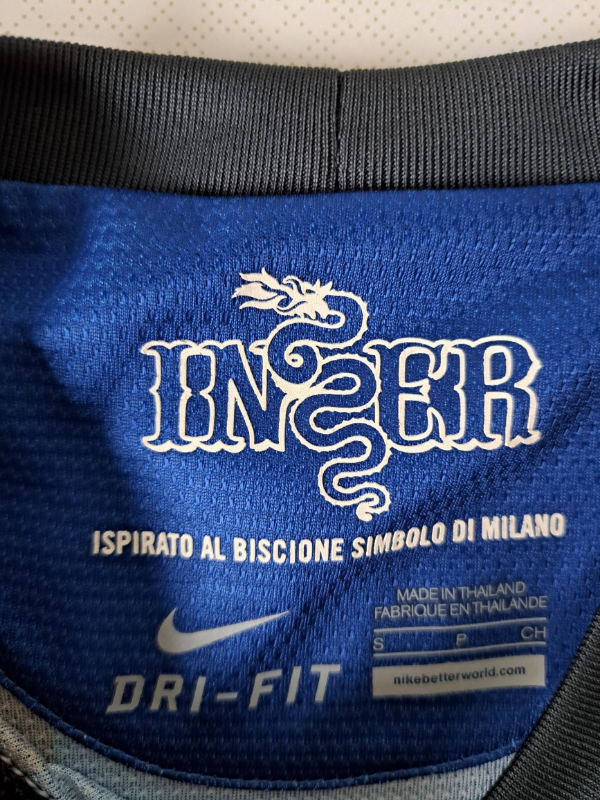 INTER
ISPIRATO AL BISCIONE SIMBOLO DI MILANO
DRI-FIT
MADE IN THAILAND
FABRIQUE EN THAILANDE
S P CH
nikebetterworld.com